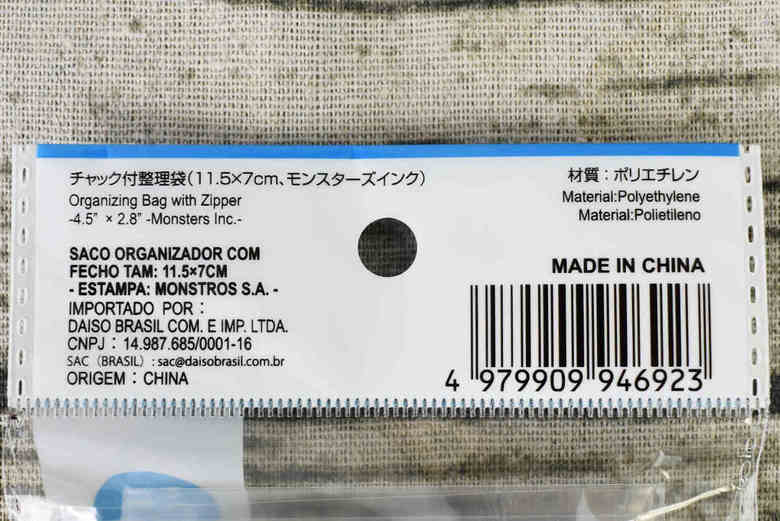 チャック付整理袋(11.5×7cm、モンスターズインク)
Organizing Bag with Zipper
-4.5” × 2.8” -Monsters Inc.-
SACO ORGANIZADOR COM
FECHO TAM: 11.5×7CM
- ESTAMPA: MONSTROS S.A. -
IMPORTADO POR :
DAISO BRASIL COM. E IMP. LTDA.
CNPJ : 14.987.685/0001-16
SAC (BRASIL) : sac@daisobrasil.com.br
ORIGEM : CHINA
材質：ポリエチレン
Material:Polyethylene
Material:Polietileno
MADE IN CHINA
4 979909 946923